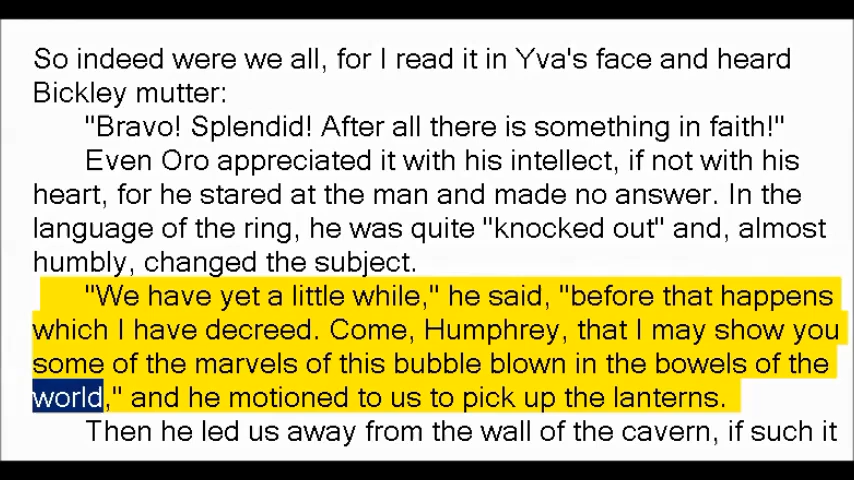 So indeed were we all, for I read it in Yva's face and heard
Bickley mutter:
"Bravo! Splendid! After all there is something in faith!"
Even Oro appreciated it with his intellect, if not with his
heart, for he stared at the man and made no answer. In the
language of the ring, he was quite "knocked out" and, almost
humbly, changed the subject.
"We have yet a little while," he said, "before that happens
which I have decreed. Come, Humphrey, that I may show you
some of the marvels of this bubble blown in the bowels of the
world," and he motioned to us to pick up the lanterns.
Then he led us away from the wall of the cavern, if such it